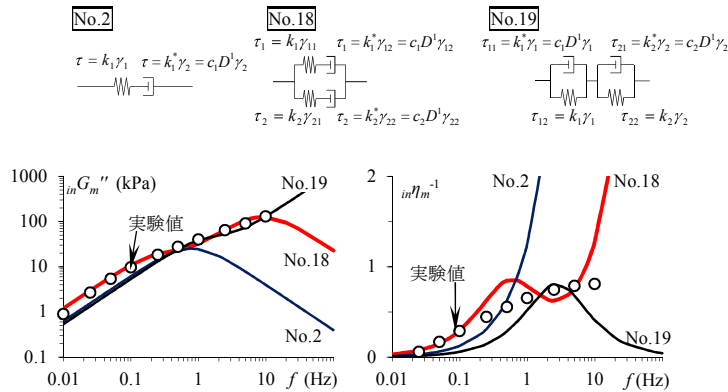 No.2
No.18
No.19
τ = k₁γ₁ τ = k₁*γ₂ = c₁D¹γ₂
τ₁ = k₁γ₁₁ τ₁ = k₁*γ₁₂ = c₁D¹γ₁₂
τ₂ = k₂γ₂₁ τ₂ = k₂*γ₂₂ = c₂D¹γ₂₂
τ₁₁ = k₁*γ₁ = c₁D¹γ₁ τ₂₁ = k₂*γ₂ = c₂D¹γ₂
τ₁₂ = k₁γ₁ τ₂₂ = k₂γ₂
inGm'' (kPa)
1000
100
10
1
0.1
0.01 0.1 1 10 f (Hz)
実験値
No.19
No.18
No.2
inηm⁻¹
2
1
0
0.01 0.1 1 10 f (Hz)
実験値
No.2
No.18
No.19